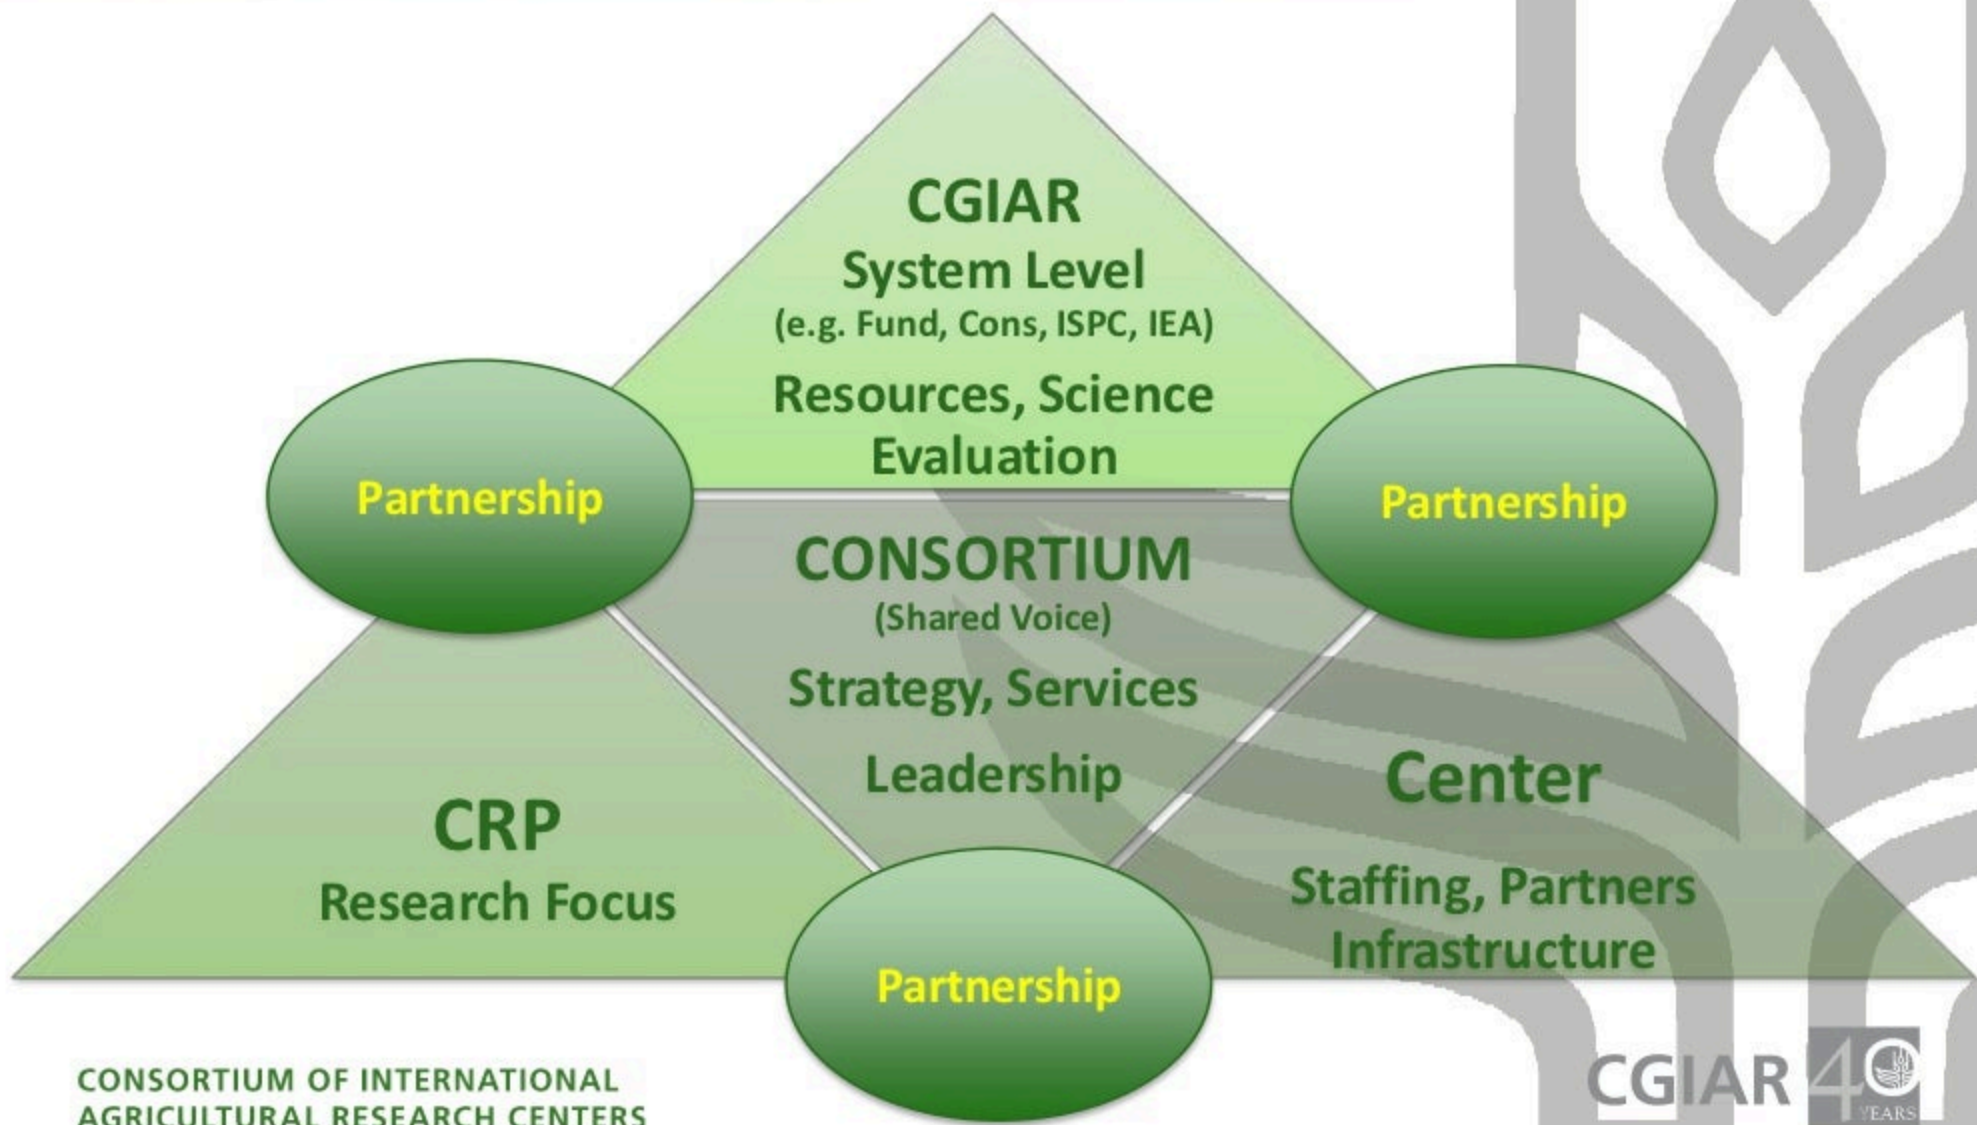 CGIAR
System Level
(e.g. Fund, Cons, ISPC, IEA)
Resources, Science
Evaluation
Partnership
Partnership
CONSORTIUM
(Shared Voice)
Strategy, Services
Leadership
CRP
Research Focus
Center
Staffing, Partners
Infrastructure
Partnership
CONSORTIUM OF INTERNATIONAL
AGRICULTURAL RESEARCH CENTERS
CGIAR 40
YEARS